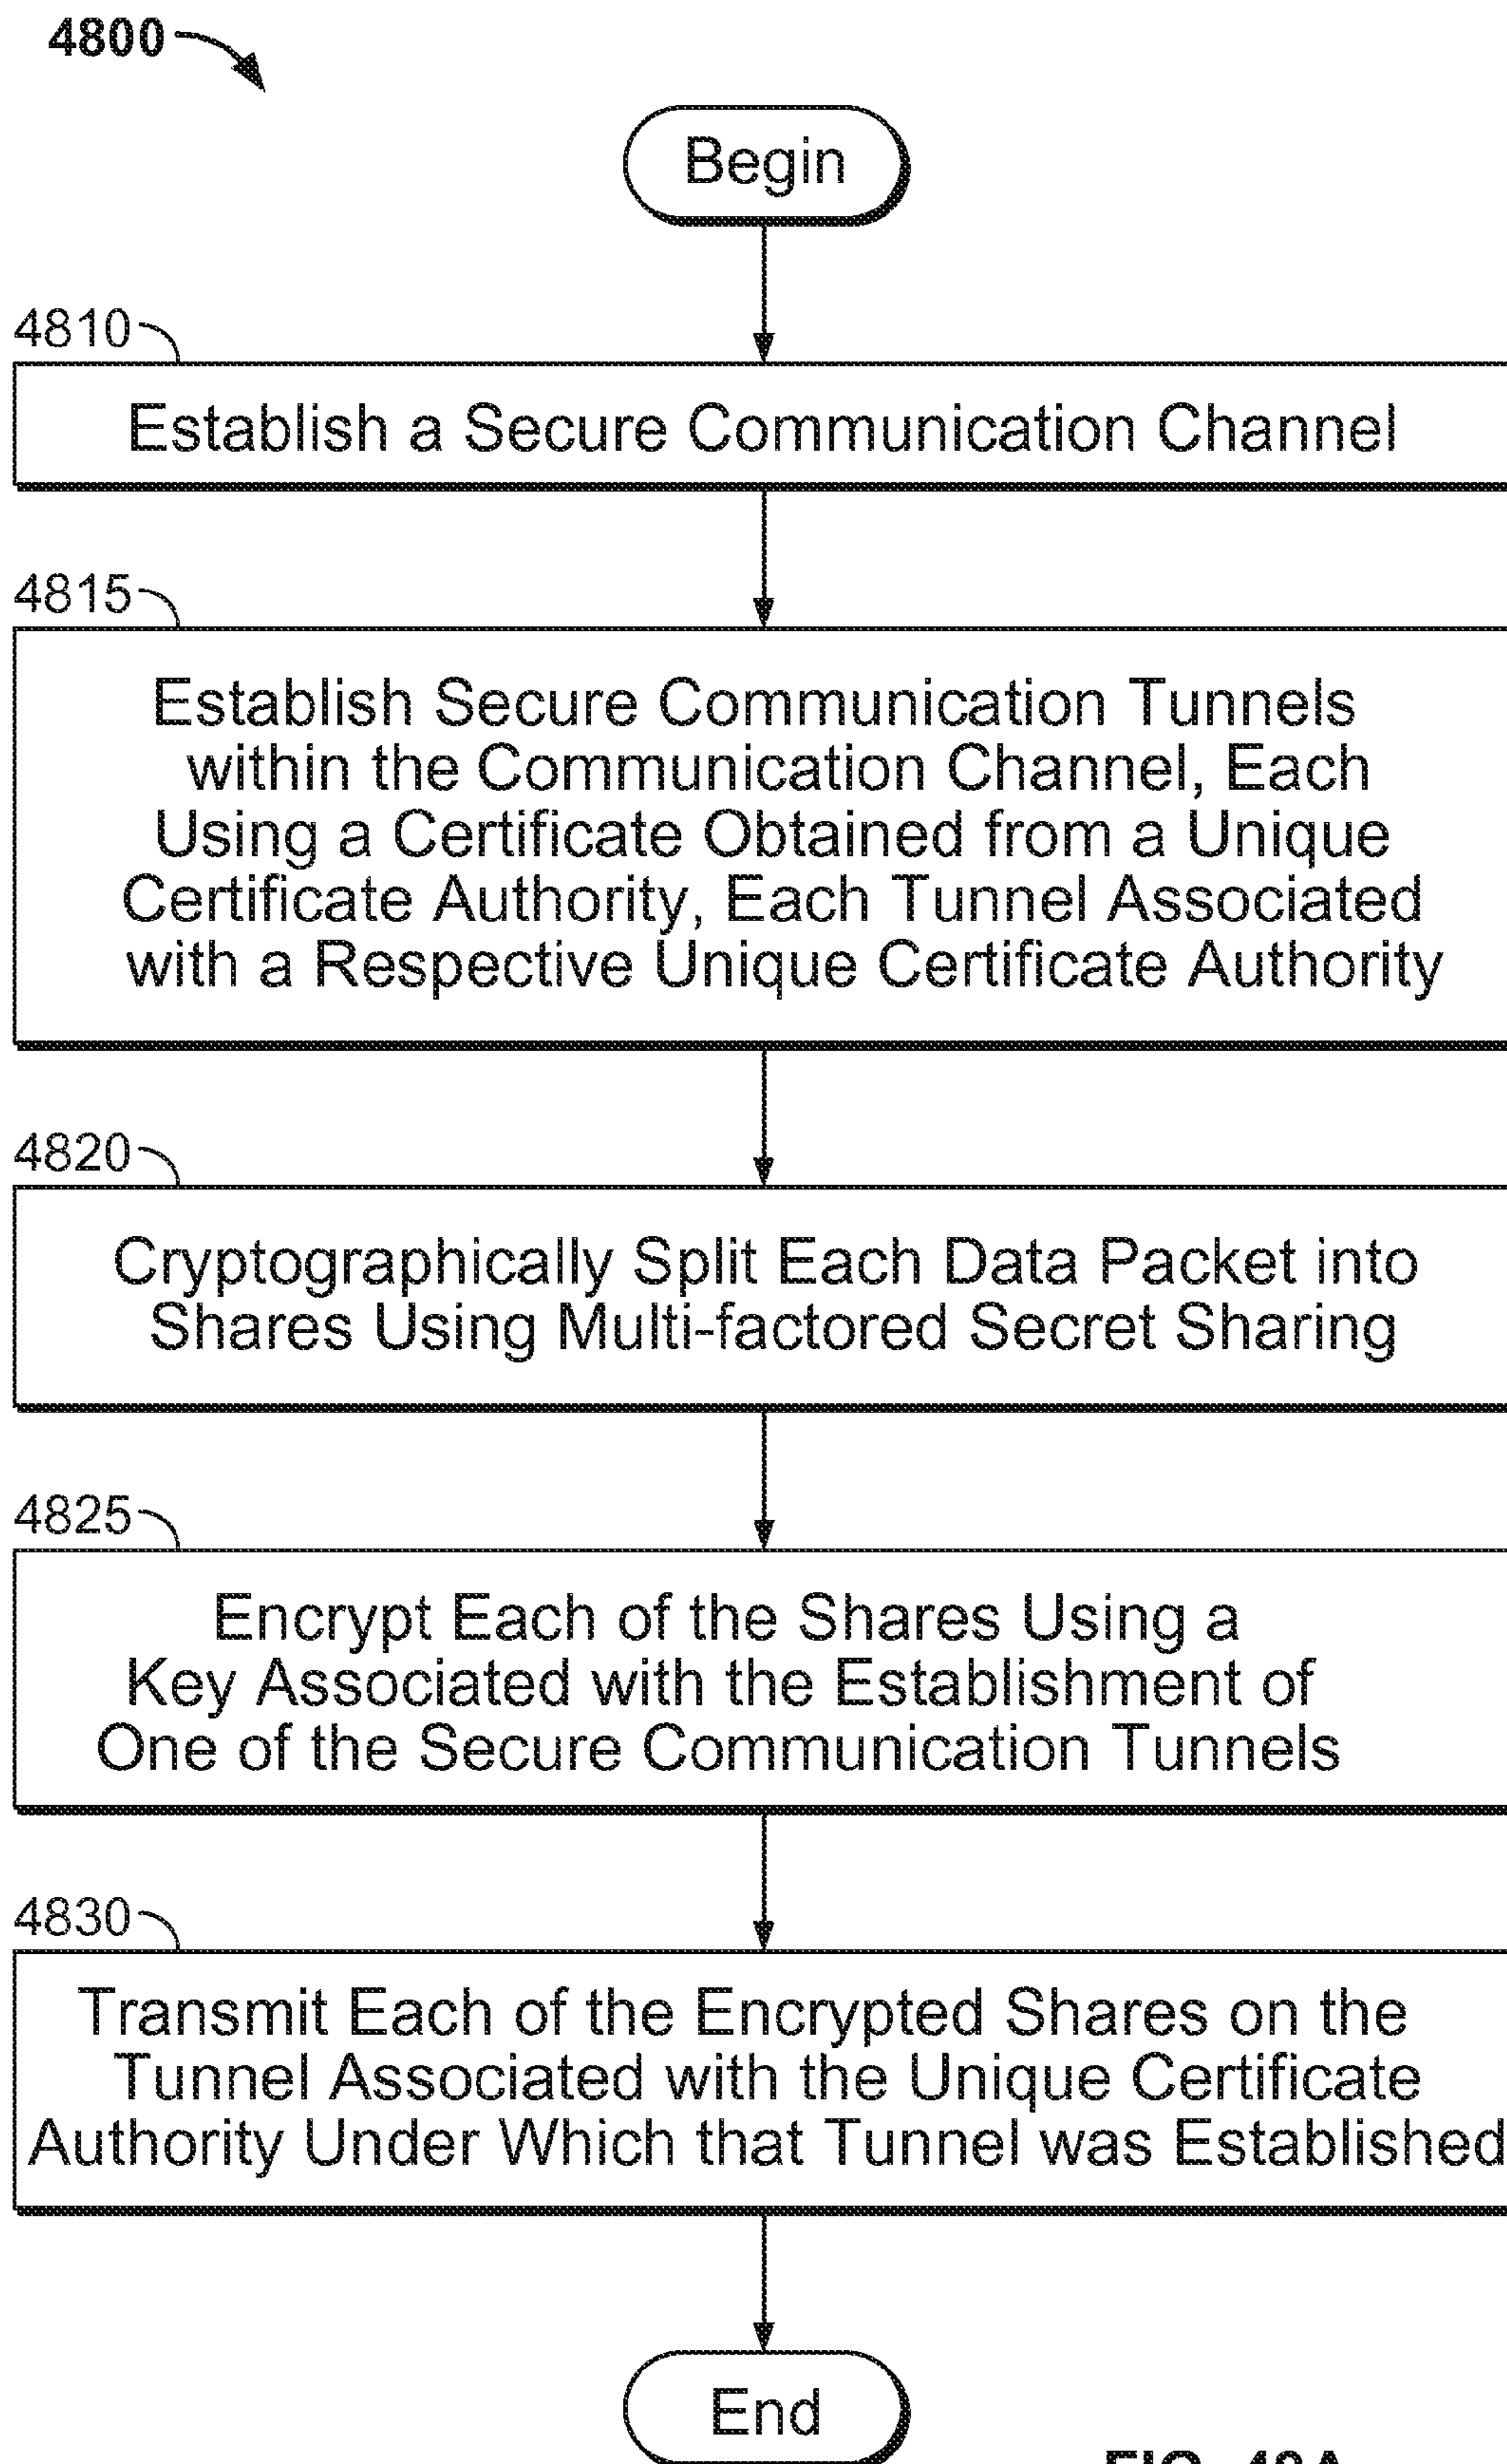 4800
Begin
4810
Establish a Secure Communication Channel
4815
Establish Secure Communication Tunnels
within the Communication Channel, Each
Using a Certificate Obtained from a Unique
Certificate Authority, Each Tunnel Associated
with a Respective Unique Certificate Authority
4820
Cryptographically Split Each Data Packet into
Shares Using Multi-factored Secret Sharing
4825
Encrypt Each of the Shares Using a
Key Associated with the Establishment of
One of the Secure Communication Tunnels
4830
Transmit Each of the Encrypted Shares on the
Tunnel Associated with the Unique Certificate
Authority Under Which that Tunnel was Established
End
FIG. 48A